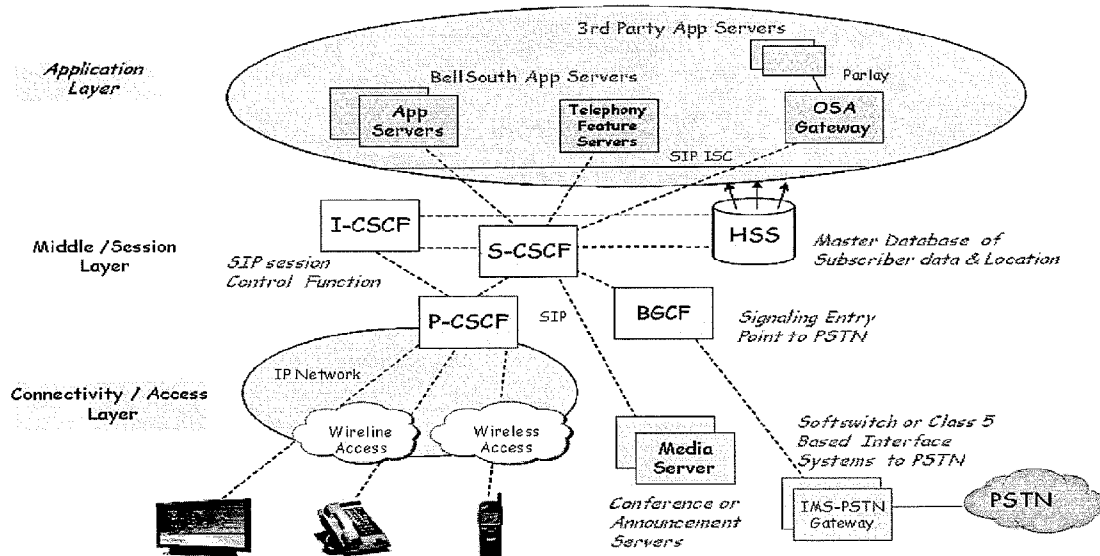 3rd Party App Servers
Application
Layer
BellSouth App Servers
Parlay
App
Servers
Telephony
Feature
Servers
OSA
Gateway
SIP ISC
I-CSCF
S-CSCF
HSS
Middle /Session
Layer
Master Database of
Subscriber data & Location
SIP session
Control Function
P-CSCF
SIP
BGCF
Signaling Entry
Point to PSTN
IP Network
Connectivity / Access
Layer
Wireline
Access
Wireless
Access
Media
Server
Softswitch or Class 5
Based Interface
Systems to PSTN
Conference or
Announcement
Servers
IMS-PSTN
Gateway
PSTN